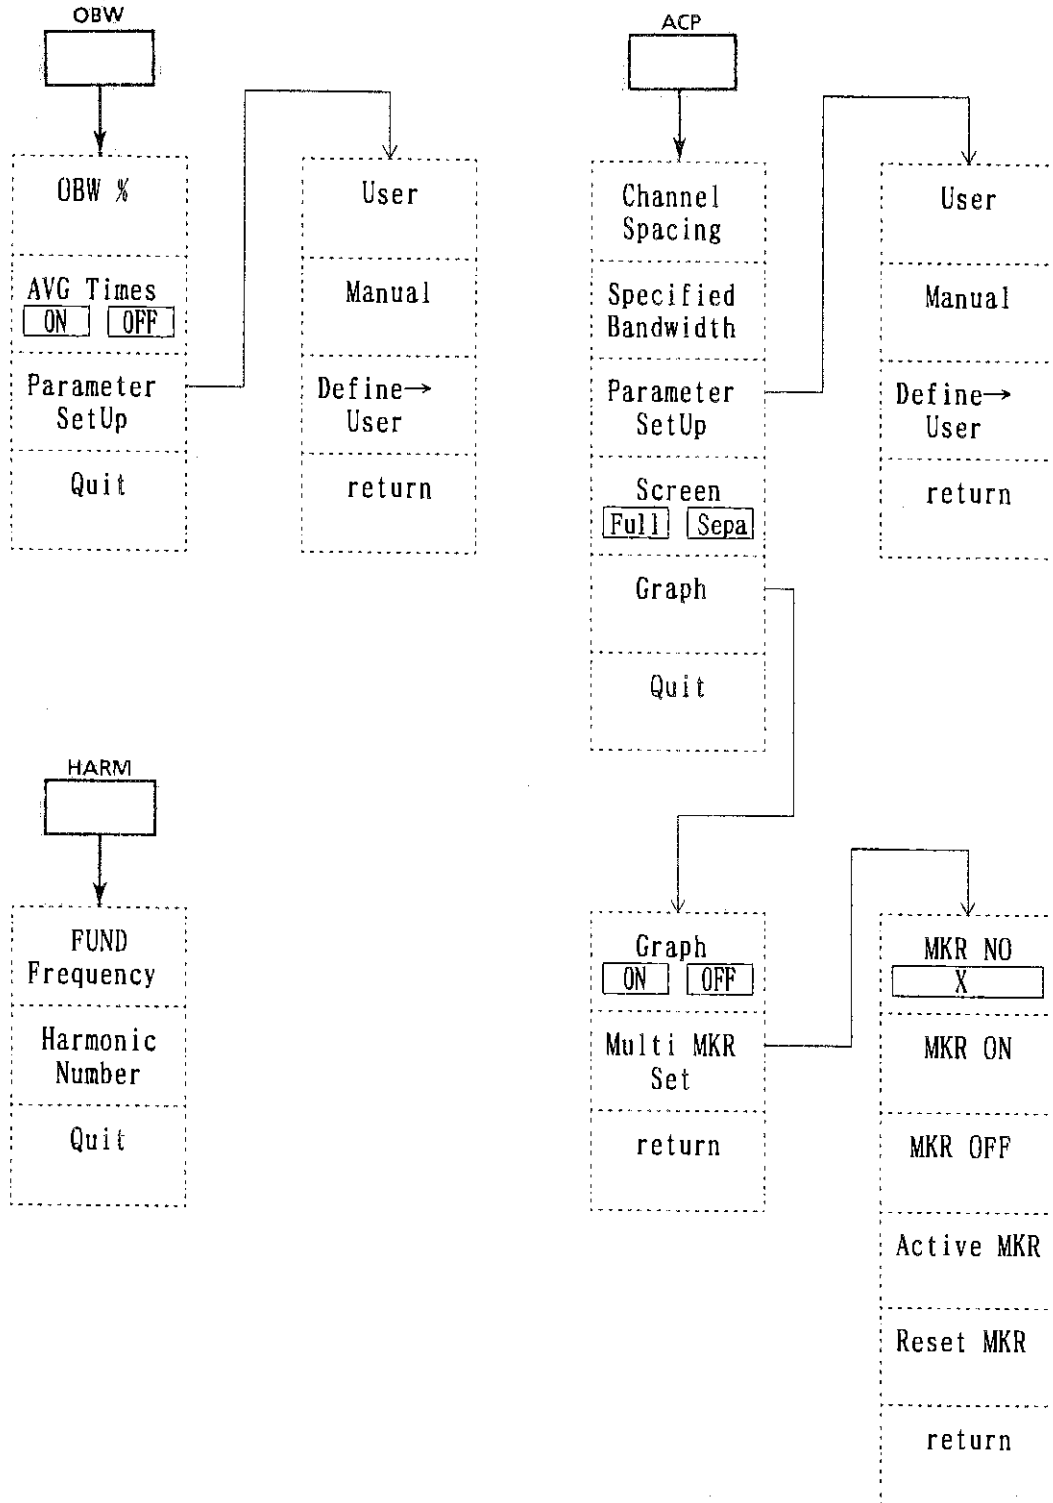 OBW
OBW %
AVG Times
ON OFF
Parameter
SetUp
Quit
User
Manual
Define→
User
return
ACP
Channel
Spacing
Specified
Bandwidth
Parameter
SetUp
Screen
Full Sepa
Graph
Quit
User
Manual
Define→
User
return
HARM
FUND
Frequency
Harmonic
Number
Quit
Graph
ON OFF
Multi MKR
Set
return
MKR NO
X
MKR ON
MKR OFF
Active MKR
Reset MKR
return